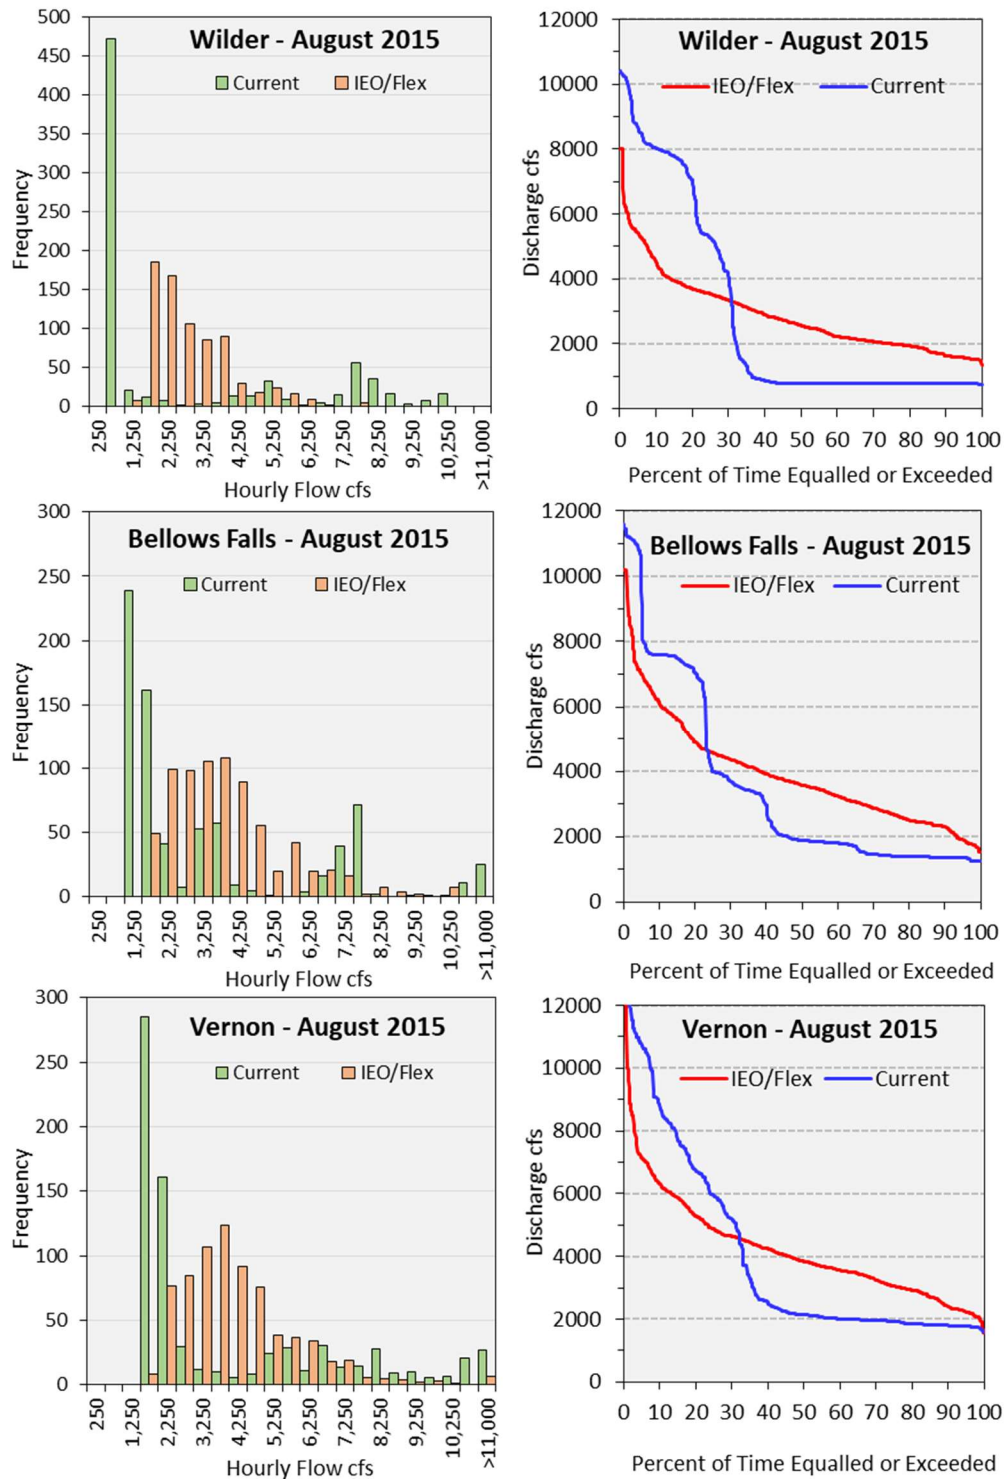 Wilder - August 2015
Current IEO/Flex
Frequency
500
450
400
350
300
250
200
150
100
50
0
250 1,250 2,250 3,250 4,250 5,250 6,250 7,250 8,250 9,250 10,250 >11,000
Hourly Flow cfs
Wilder - August 2015
IEO/Flex Current
Discharge cfs
12000
10000
8000
6000
4000
2000
0
0 10 20 30 40 50 60 70 80 90 100
Percent of Time Equalled or Exceeded
Bellows Falls - August 2015
Current IEO/Flex
Frequency
300
250
200
150
100
50
0
250 1,250 2,250 3,250 4,250 5,250 6,250 7,250 8,250 9,250 10,250 >11,000
Hourly Flow cfs
Bellows Falls - August 2015
IEO/Flex Current
Discharge cfs
12000
10000
8000
6000
4000
2000
0
0 10 20 30 40 50 60 70 80 90 100
Percent of Time Equalled or Exceeded
Vernon - August 2015
Current IEO/Flex
Frequency
300
250
200
150
100
50
0
250 1,250 2,250 3,250 4,250 5,250 6,250 7,250 8,250 9,250 10,250 >11,000
Hourly Flow cfs
Vernon - August 2015
IEO/Flex Current
Discharge cfs
12000
10000
8000
6000
4000
2000
0
0 10 20 30 40 50 60 70 80 90 100
Percent of Time Equalled or Exceeded